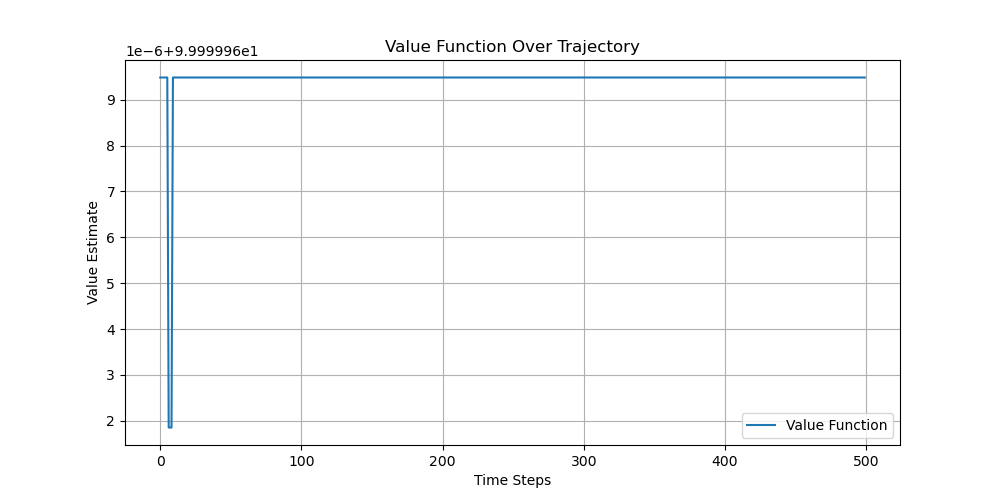 Value Function Over Trajectory
1e−6+9.999996e1
9
8
7
6
5
4
3
2
Value Estimate
0 100 200 300 400 500
Time Steps
Value Function